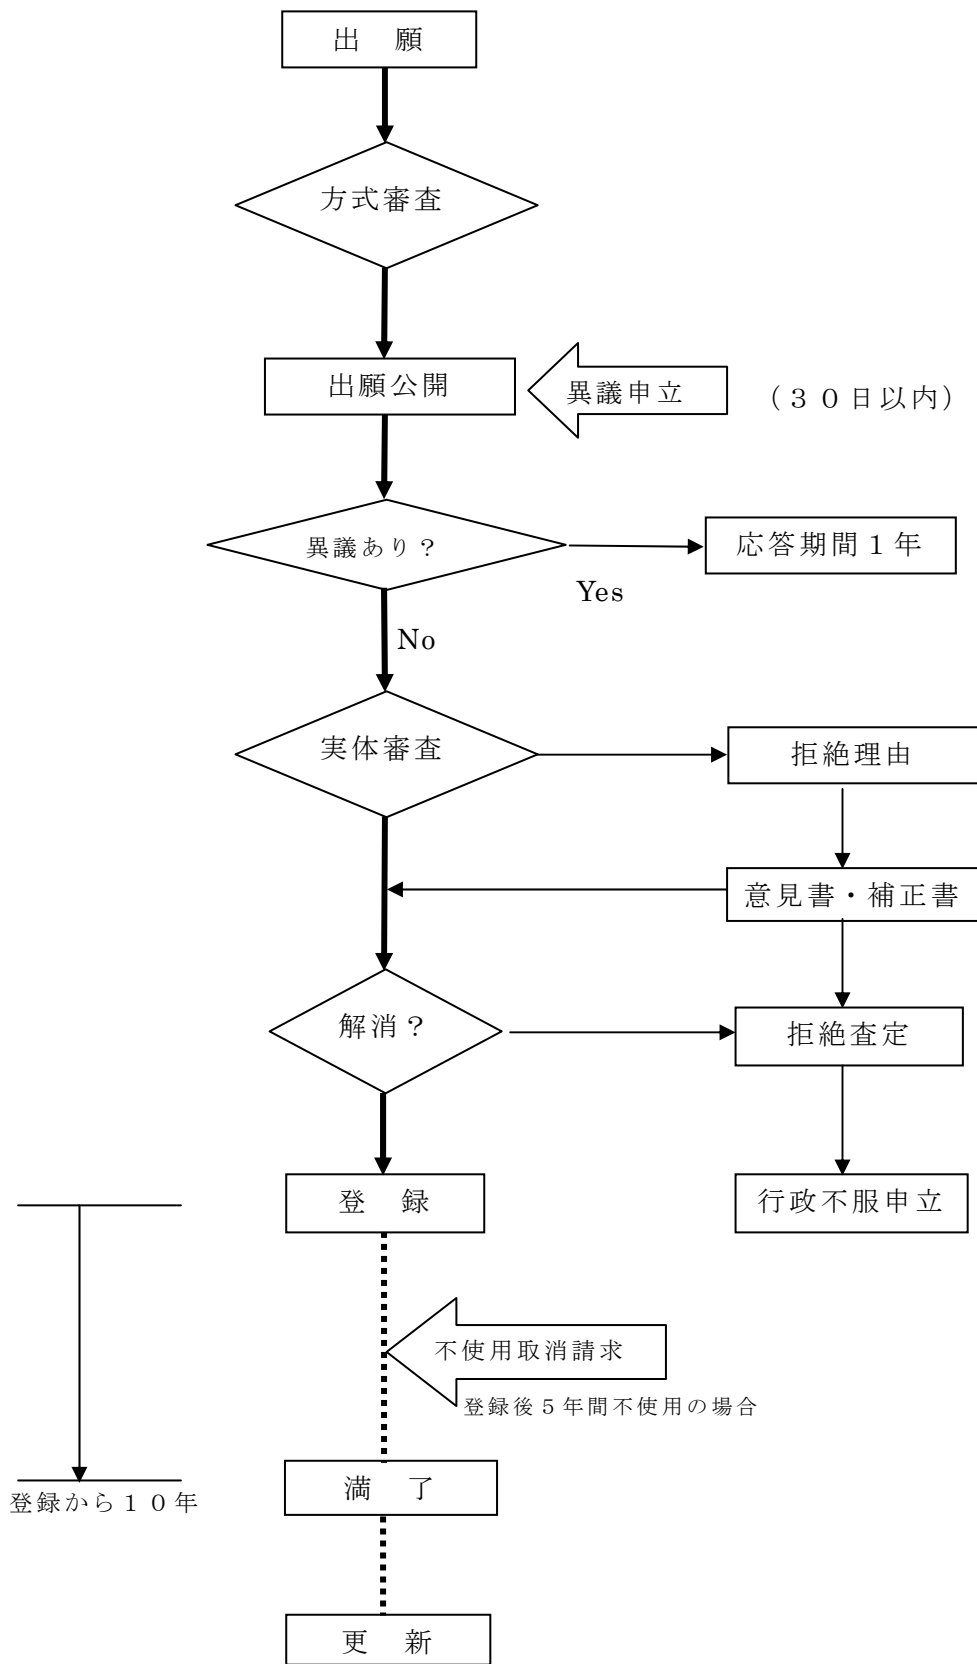 出　願
方式審査
出願公開
異議申立
（３０日以内）
異議あり？
応答期間１年
Yes
No
実体審査
拒絶理由
意見書・補正書
解消？
拒絶査定
登　録
行政不服申立
不使用取消請求
登録後５年間不使用の場合
満　了
登録から１０年
更　新